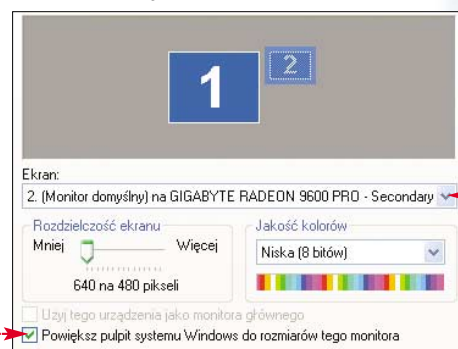 1
2
Ekran:
2. (Monitor domyślny) na GIGABYTE RADEON 9600 PRO - Secondary
Rozdzielczość ekranu
Mniej Więcej
640 na 480 pikseli
Jakość kolorów
Niska (8 bitów)
Użyj tego urządzenia jako monitora głównego
Powiększ pulpit systemu Windows do rozmiarów tego monitora